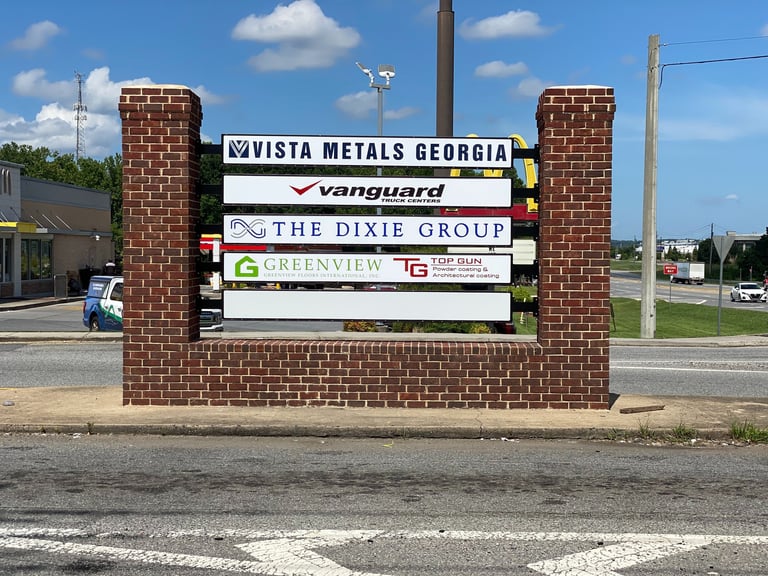 VISTA METALS GEORGIA
vanguard
TRUCK CENTERS
THE DIXIE GROUP
GREENVIEW
GREENVIEW FLOORS INTERNATIONAL, INC.
TG TOP GUN
Powder coating &
Architectural coating